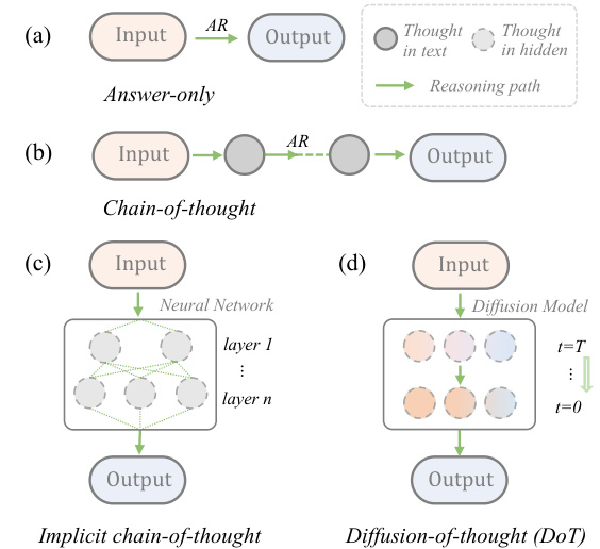 (a)
Input
AR
Output
Answer-only
Thought
in text
Thought
in hidden
Reasoning path
(b)
Input
AR
Output
Chain-of-thought
(c)
Input
Neural Network
layer 1
⋮
layer n
Output
Implicit chain-of-thought
(d)
Input
Diffusion Model
t=T
⋮
t=0
Output
Diffusion-of-thought (DoT)